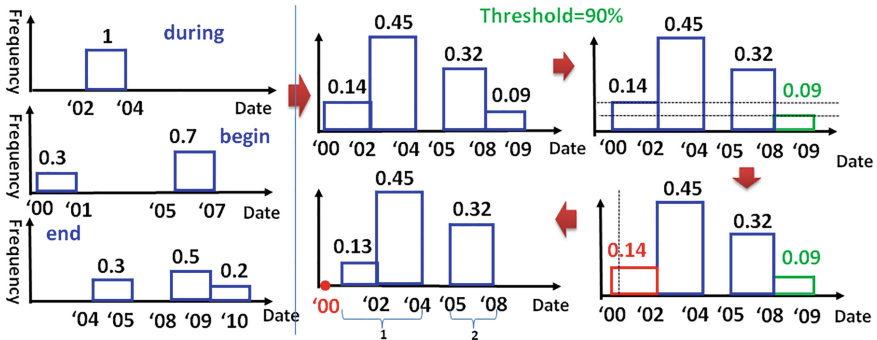 Frequency
during
1
'02 '04 Date
Frequency
begin
0.3 0.7
'00 '01 '05 '07 Date
Frequency
end
0.3 0.5 0.2
'04 '05 '08 '09 '10 Date
0.14 0.45 0.32 0.09
'00 '02 '04 '05 '08 '09 Date
Threshold=90%
0.14 0.45 0.32 0.09
'00 '02 '04 '05 '08 '09 Date
0.14 0.45 0.32 0.09
'00 '02 '04 '05 '08 '09 Date
0.13 0.45 0.32
'00 '02 '04 '05 '08 Date
1 2